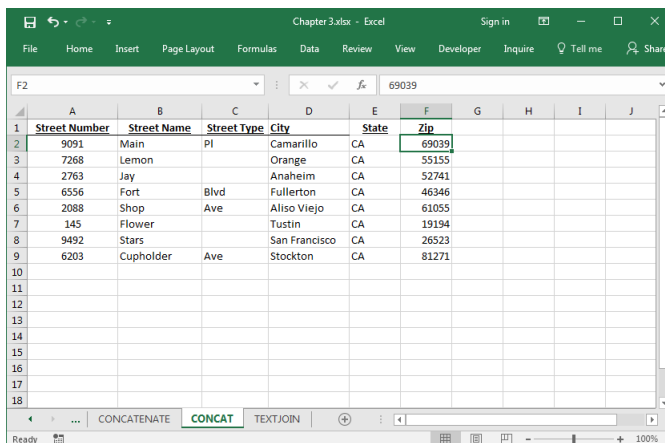 Chapter 3.xlsx - Excel Sign in
File Home Insert Page Layout Formulas Data Review View Developer Inquire Tell me Share
F2 fx 69039
A B C D E F G H I J
1 Street Number Street Name Street Type City State Zip
2 9091 Main Pl Camarillo CA 69039
3 7268 Lemon Orange CA 55155
4 2763 Jay Anaheim CA 52741
5 6556 Fort Blvd Fullerton CA 46346
6 2088 Shop Ave Aliso Viejo CA 61055
7 145 Flower Tustin CA 19194
8 9492 Stars San Francisco CA 26523
9 6203 Cupholder Ave Stockton CA 81271
10
11
12
13
14
15
16
17
18
... CONCATENATE CONCAT TEXTJOIN
Ready 100%